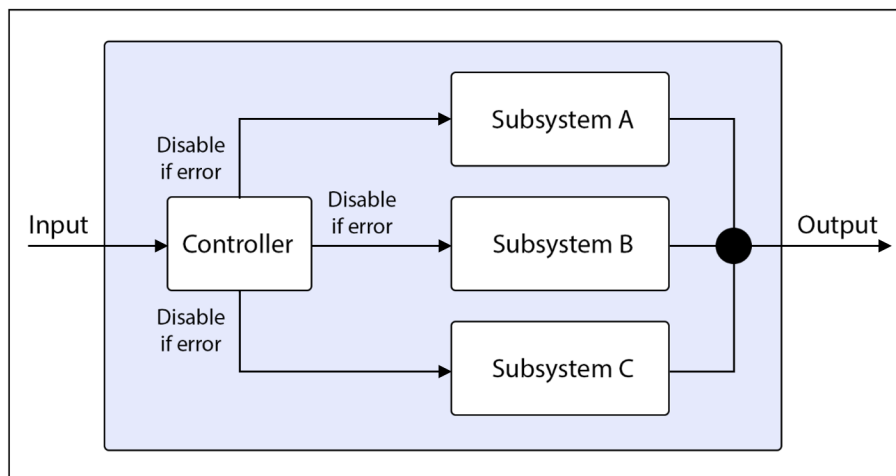 Subsystem A
Disable
if error
Disable
if error
Input
Controller
Subsystem B
Output
Disable
if error
Subsystem C